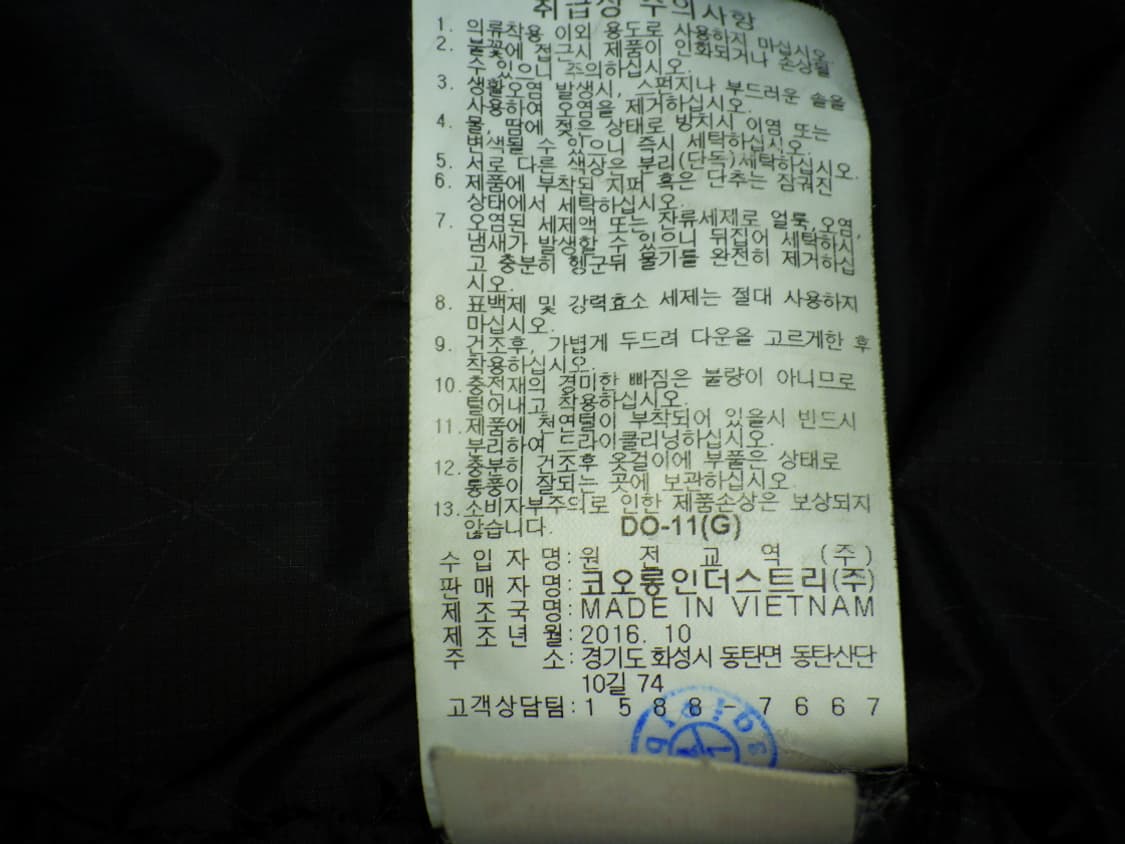 취급상 주의사항
1. 의류착용 이외 용도로 사용하지 마십시오.
2. 불꽃에 접근시 제품이 인화되거나 손상될
수 있으니 주의하십시오.
3. 생활오염 발생시, 스펀지나 부드러운 솔을
사용하여 오염을 제거하십시오.
4. 물, 땀에 젖은 상태로 방치시 이염 또는
변색될 수 있으니 즉시 세탁하십시오.
5. 서로 다른 색상은 분리(단독)세탁하십시오.
6. 제품에 부착된 지퍼 혹은 단추는 잠궈진
상태에서 세탁하십시오.
7. 오염된 세제액 또는 잔류세제로 얼룩,오염,
냄새가 발생할 수 있으니 뒤집어 세탁하시
고 충분히 헹군뒤 물기를 완전히 제거하십
시오.
8. 표백제 및 강력효소 세제는 절대 사용하지
마십시오.
9. 건조후, 가볍게 두드려 다운을 고르게한 후
착용하십시오.
10. 충전재의 경미한 빠짐은 불량이 아니므로
털어내고 착용하십시오.
11. 제품에 천연털이 부착되어 있을시 반드시
분리하여 드라이클리닝하십시오.
12. 충분히 건조후 옷걸이에 부풀은 상태로
통풍이 잘되는 곳에 보관하십시오.
13. 소비자부주의로 인한 제품손상은 보상되지
않습니다. DO-11(G)
수입자명: 원전교역 (주)
판매자명: 코오롱인더스트리(주)
제조국명: MADE IN VIETNAM
제조년월: 2016. 10
주소: 경기도 화성시 동탄면 동탄산단
10길 74
고객상담팀: 1588-7667